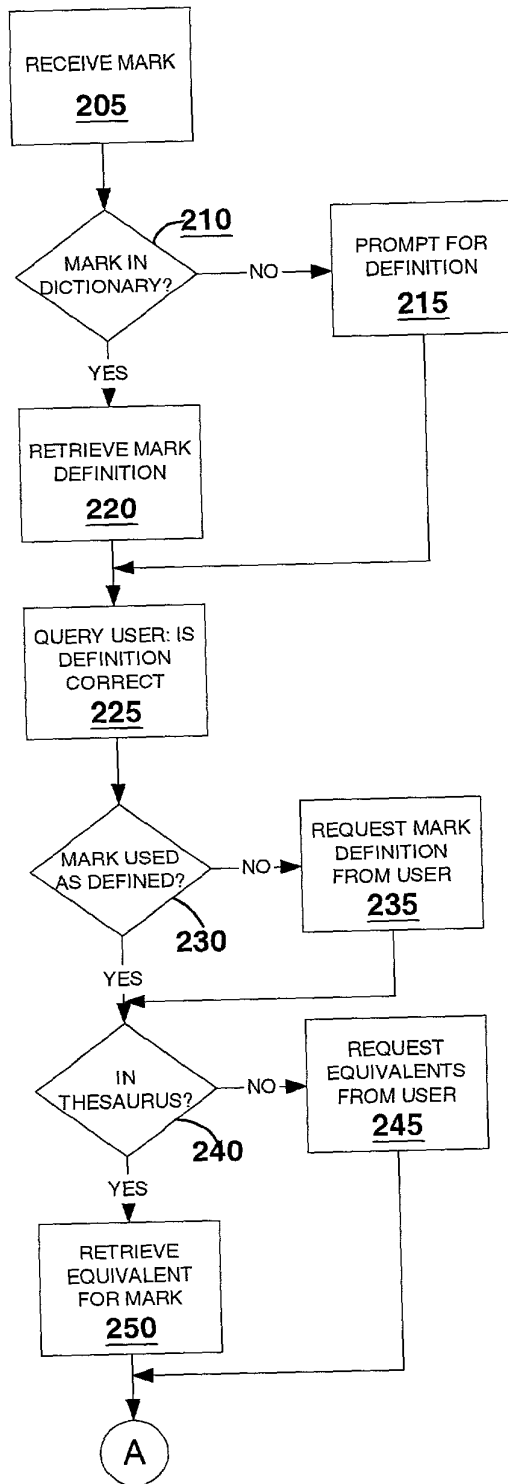 RECEIVE MARK
205
210
MARK IN
DICTIONARY?
NO
PROMPT FOR
DEFINITION
215
YES
RETRIEVE MARK
DEFINITION
220
QUERY USER: IS
DEFINITION
CORRECT
225
MARK USED
AS DEFINED?
230
NO
REQUEST MARK
DEFINITION
FROM USER
235
YES
IN
THESAURUS?
240
NO
REQUEST
EQUIVALENTS
FROM USER
245
YES
RETRIEVE
EQUIVALENT
FOR MARK
250
A